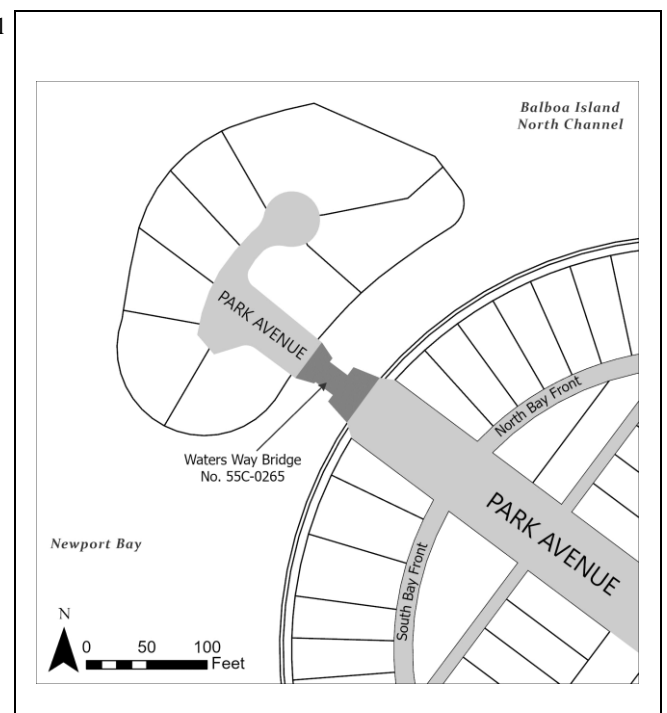 Balboa Island
North Channel
PARK AVENUE
North Bay Front
Waters Way Bridge
No. 55C-0265
PARK AVENUE
Newport Bay
South Bay Front
N
0 50 100
Feet